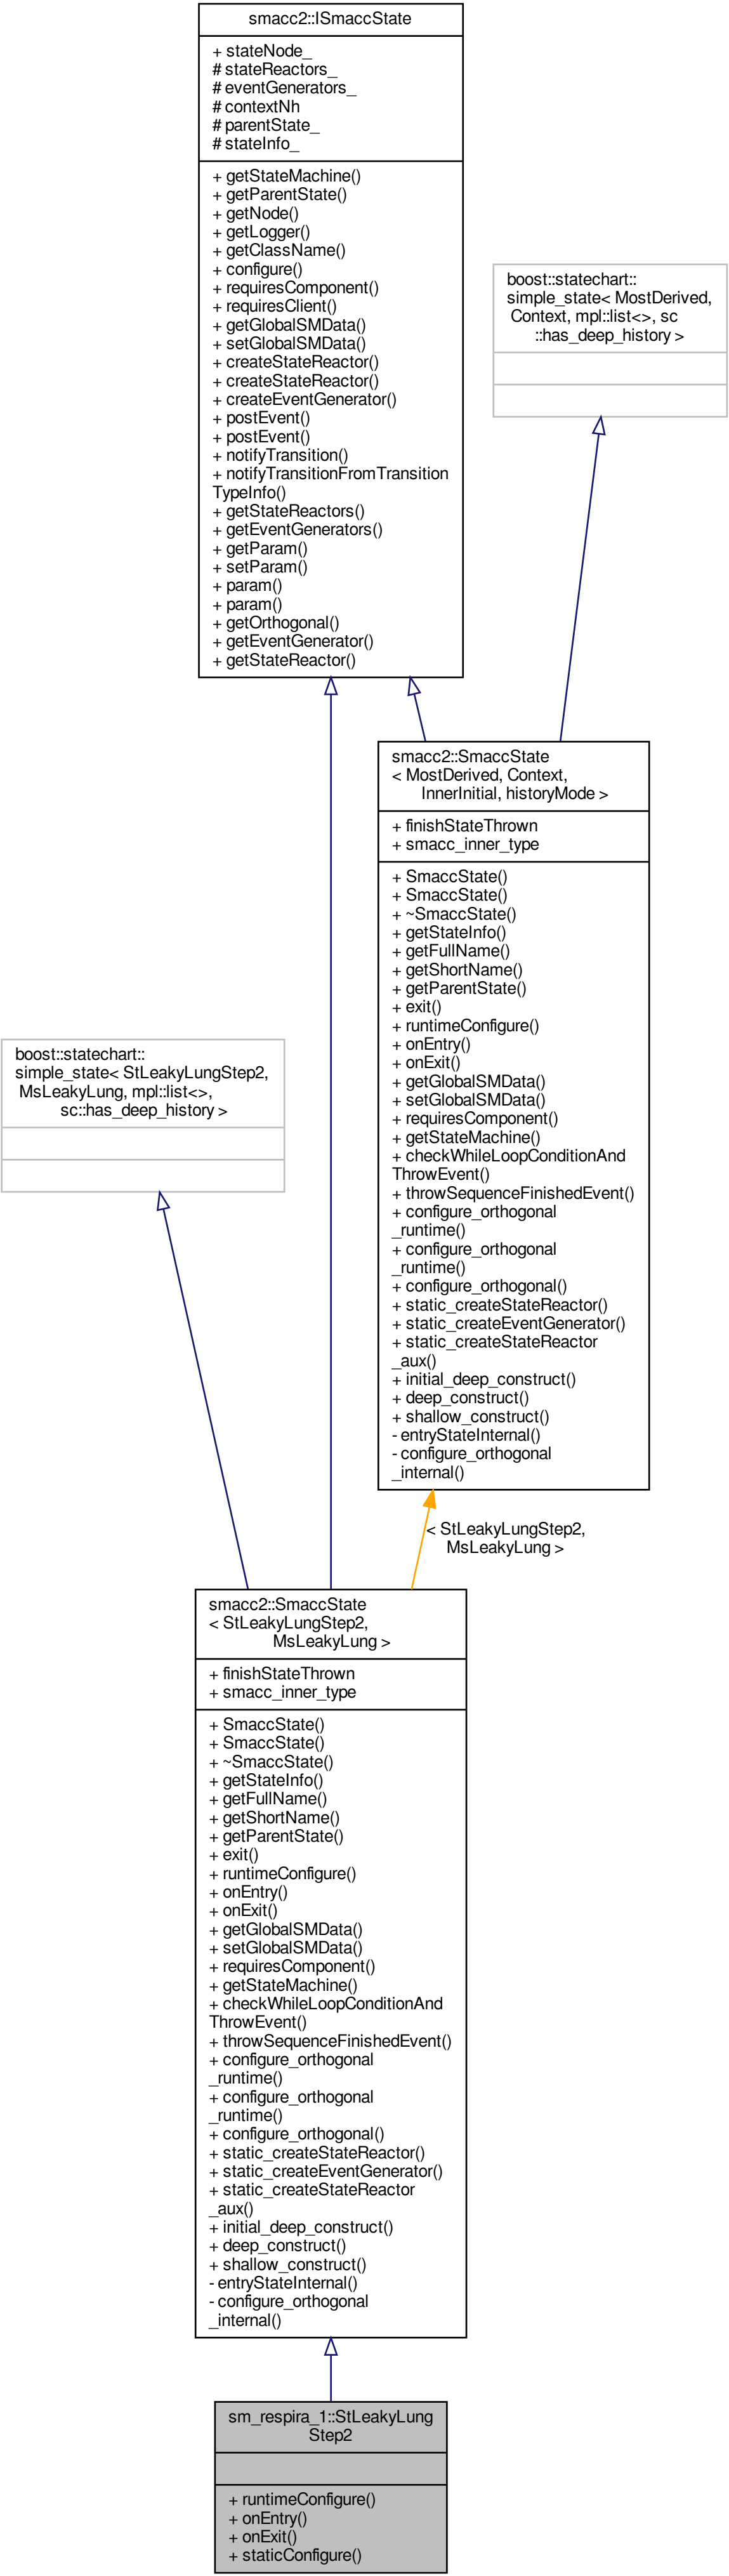 smacc2::ISmaccState
+ stateNode_
# stateReactors_
# eventGenerators_
# contextNh
# parentState_
# stateInfo_
+ getStateMachine()
+ getParentState()
+ getNode()
+ getLogger()
+ getClassName()
+ configure()
+ requiresComponent()
+ requiresClient()
+ getGlobalSMData()
+ setGlobalSMData()
+ createStateReactor()
+ createStateReactor()
+ createEventGenerator()
+ postEvent()
+ postEvent()
+ notifyTransition()
+ notifyTransitionFromTransition
TypeInfo()
+ getStateReactors()
+ getEventGenerators()
+ getParam()
+ setParam()
+ param()
+ param()
+ getOrthogonal()
+ getEventGenerator()
+ getStateReactor()
boost::statechart::
simple_state< MostDerived,
Context, mpl::list<>, sc
::has_deep_history >
smacc2::SmaccState
< MostDerived, Context,
InnerInitial, historyMode >
+ finishStateThrown
+ smacc_inner_type
+ SmaccState()
+ SmaccState()
+ ~SmaccState()
+ getStateInfo()
+ getFullName()
+ getShortName()
+ getParentState()
+ exit()
+ runtimeConfigure()
+ onEntry()
+ onExit()
+ getGlobalSMData()
+ setGlobalSMData()
+ requiresComponent()
+ getStateMachine()
+ checkWhileLoopConditionAnd
ThrowEvent()
+ throwSequenceFinishedEvent()
+ configure_orthogonal
_runtime()
+ configure_orthogonal
_runtime()
+ configure_orthogonal()
+ static_createStateReactor()
+ static_createEventGenerator()
+ static_createStateReactor
_aux()
+ initial_deep_construct()
+ deep_construct()
+ shallow_construct()
- entryStateInternal()
- configure_orthogonal
_internal()
boost::statechart::
simple_state< StLeakyLungStep2,
MsLeakyLung, mpl::list<>,
sc::has_deep_history >
< StLeakyLungStep2,
MsLeakyLung >
smacc2::SmaccState
< StLeakyLungStep2,
MsLeakyLung >
+ finishStateThrown
+ smacc_inner_type
+ SmaccState()
+ SmaccState()
+ ~SmaccState()
+ getStateInfo()
+ getFullName()
+ getShortName()
+ getParentState()
+ exit()
+ runtimeConfigure()
+ onEntry()
+ onExit()
+ getGlobalSMData()
+ setGlobalSMData()
+ requiresComponent()
+ getStateMachine()
+ checkWhileLoopConditionAnd
ThrowEvent()
+ throwSequenceFinishedEvent()
+ configure_orthogonal
_runtime()
+ configure_orthogonal
_runtime()
+ configure_orthogonal()
+ static_createStateReactor()
+ static_createEventGenerator()
+ static_createStateReactor
_aux()
+ initial_deep_construct()
+ deep_construct()
+ shallow_construct()
- entryStateInternal()
- configure_orthogonal
_internal()
sm_respira_1::StLeakyLung
Step2
+ runtimeConfigure()
+ onEntry()
+ onExit()
+ staticConfigure()